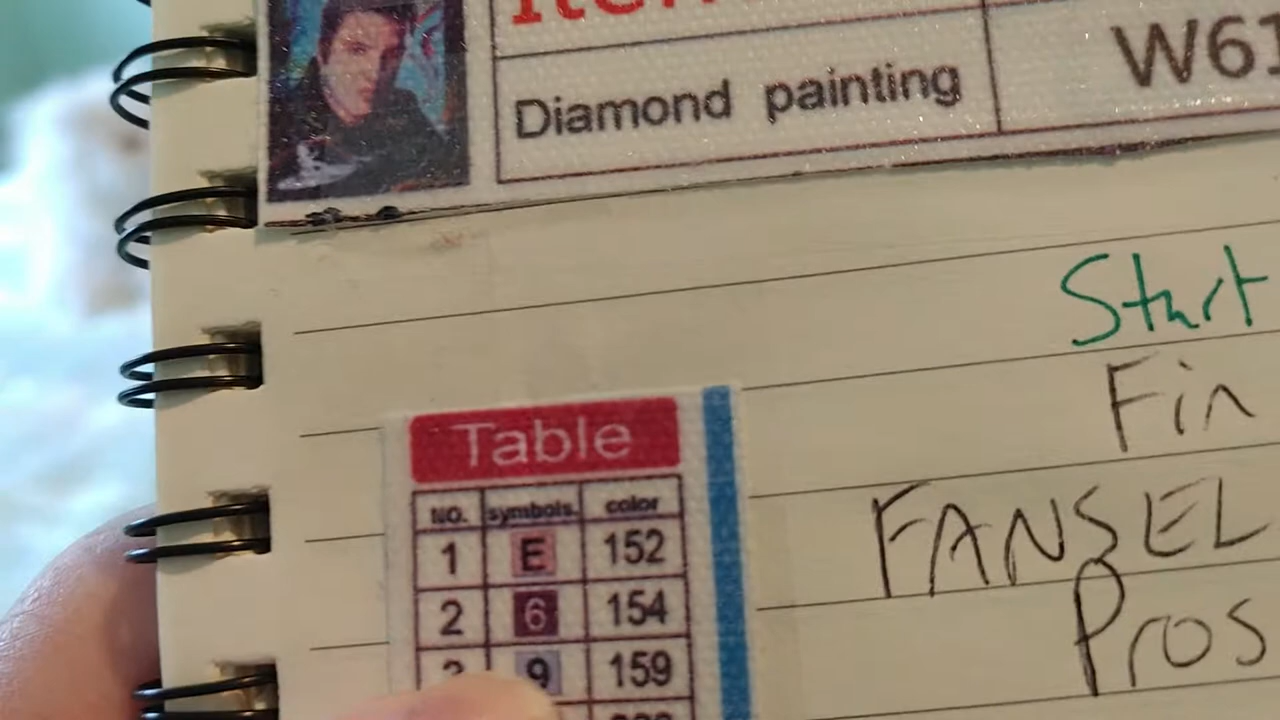 Diamond painting W61
Start
Fin
FANSEL
Pros
Table
NO. symbols. color
1 E 152
2 6 154
9 159